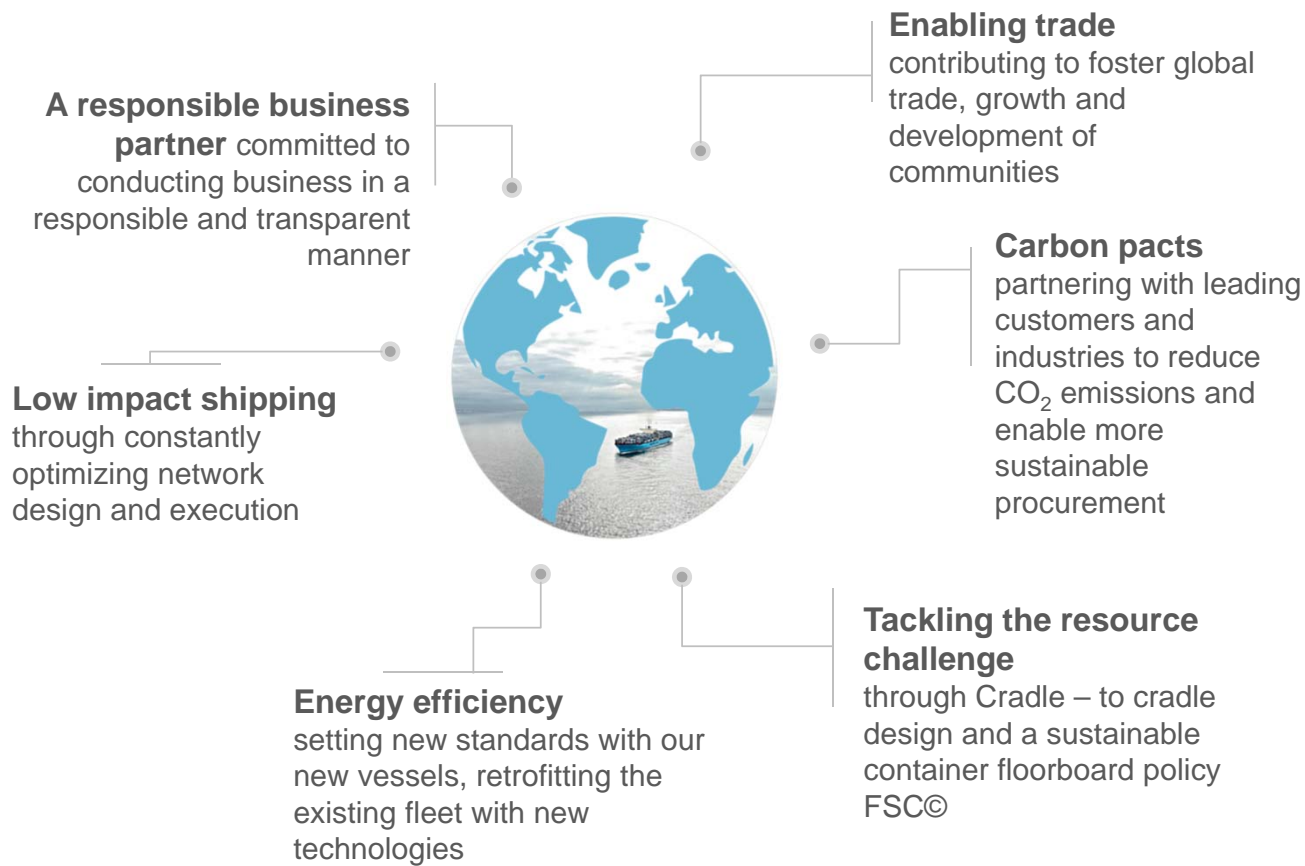 Enabling trade
contributing to foster global
trade, growth and
development of
communities
A responsible business
partner committed to
conducting business in a
responsible and transparent
manner
Carbon pacts
partnering with leading
customers and
industries to reduce
CO₂ emissions and
enable more
sustainable
procurement
Low impact shipping
through constantly
optimizing network
design and execution
Tackling the resource
challenge
through Cradle – to cradle
design and a sustainable
container floorboard policy
FSC©
Energy efficiency
setting new standards with our
new vessels, retrofitting the
existing fleet with new
technologies